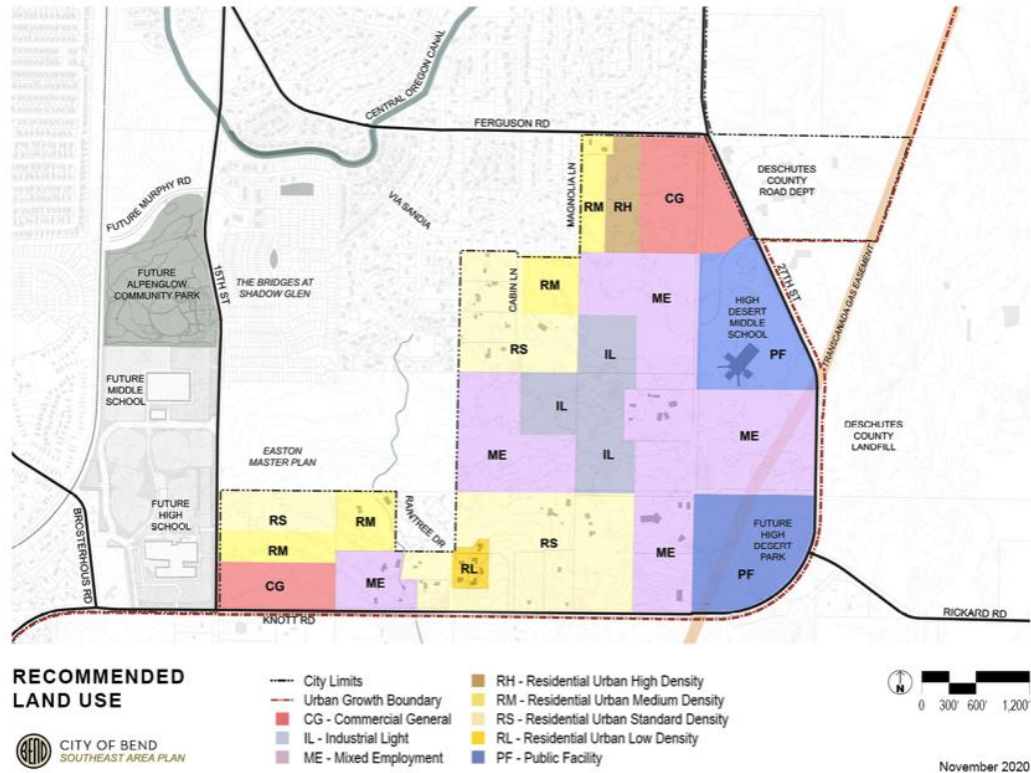 CENTRAL OREGON CANAL
FERGUSON RD
DESCHUTES
COUNTY
ROAD DEPT
FUTURE MURPHY RD
VIA SANDIA
MAGNOLIA LN
RM
RH
CG
FUTURE
ALPENGLOW
COMMUNITY PARK
15TH ST
THE BRIDGES AT
SHADOW GLEN
CABIN LN
RM
ME
27TH ST
TRANSCANADA GAS EASEMENT
HIGH
DESERT
MIDDLE
SCHOOL
PF
RS
IL
FUTURE
MIDDLE
SCHOOL
IL
ME
DESCHUTES
COUNTY
LANDFILL
EASTON
MASTER PLAN
ME
IL
FUTURE
HIGH
SCHOOL
BROSTERHOUS RD
RS
RM
RAINTREE DR
RS
RM
ME
FUTURE
HIGH
DESERT
PARK
PF
CG
ME
RL
KNOTT RD
RICKARD RD
RECOMMENDED
LAND USE
BEND
CITY OF BEND
SOUTHEAST AREA PLAN
City Limits
Urban Growth Boundary
CG - Commercial General
IL - Industrial Light
ME - Mixed Employment
RH - Residential Urban High Density
RM - Residential Urban Medium Density
RS - Residential Urban Standard Density
RL - Residential Urban Low Density
PF - Public Facility
N
0 300' 600' 1,200'
November 2020